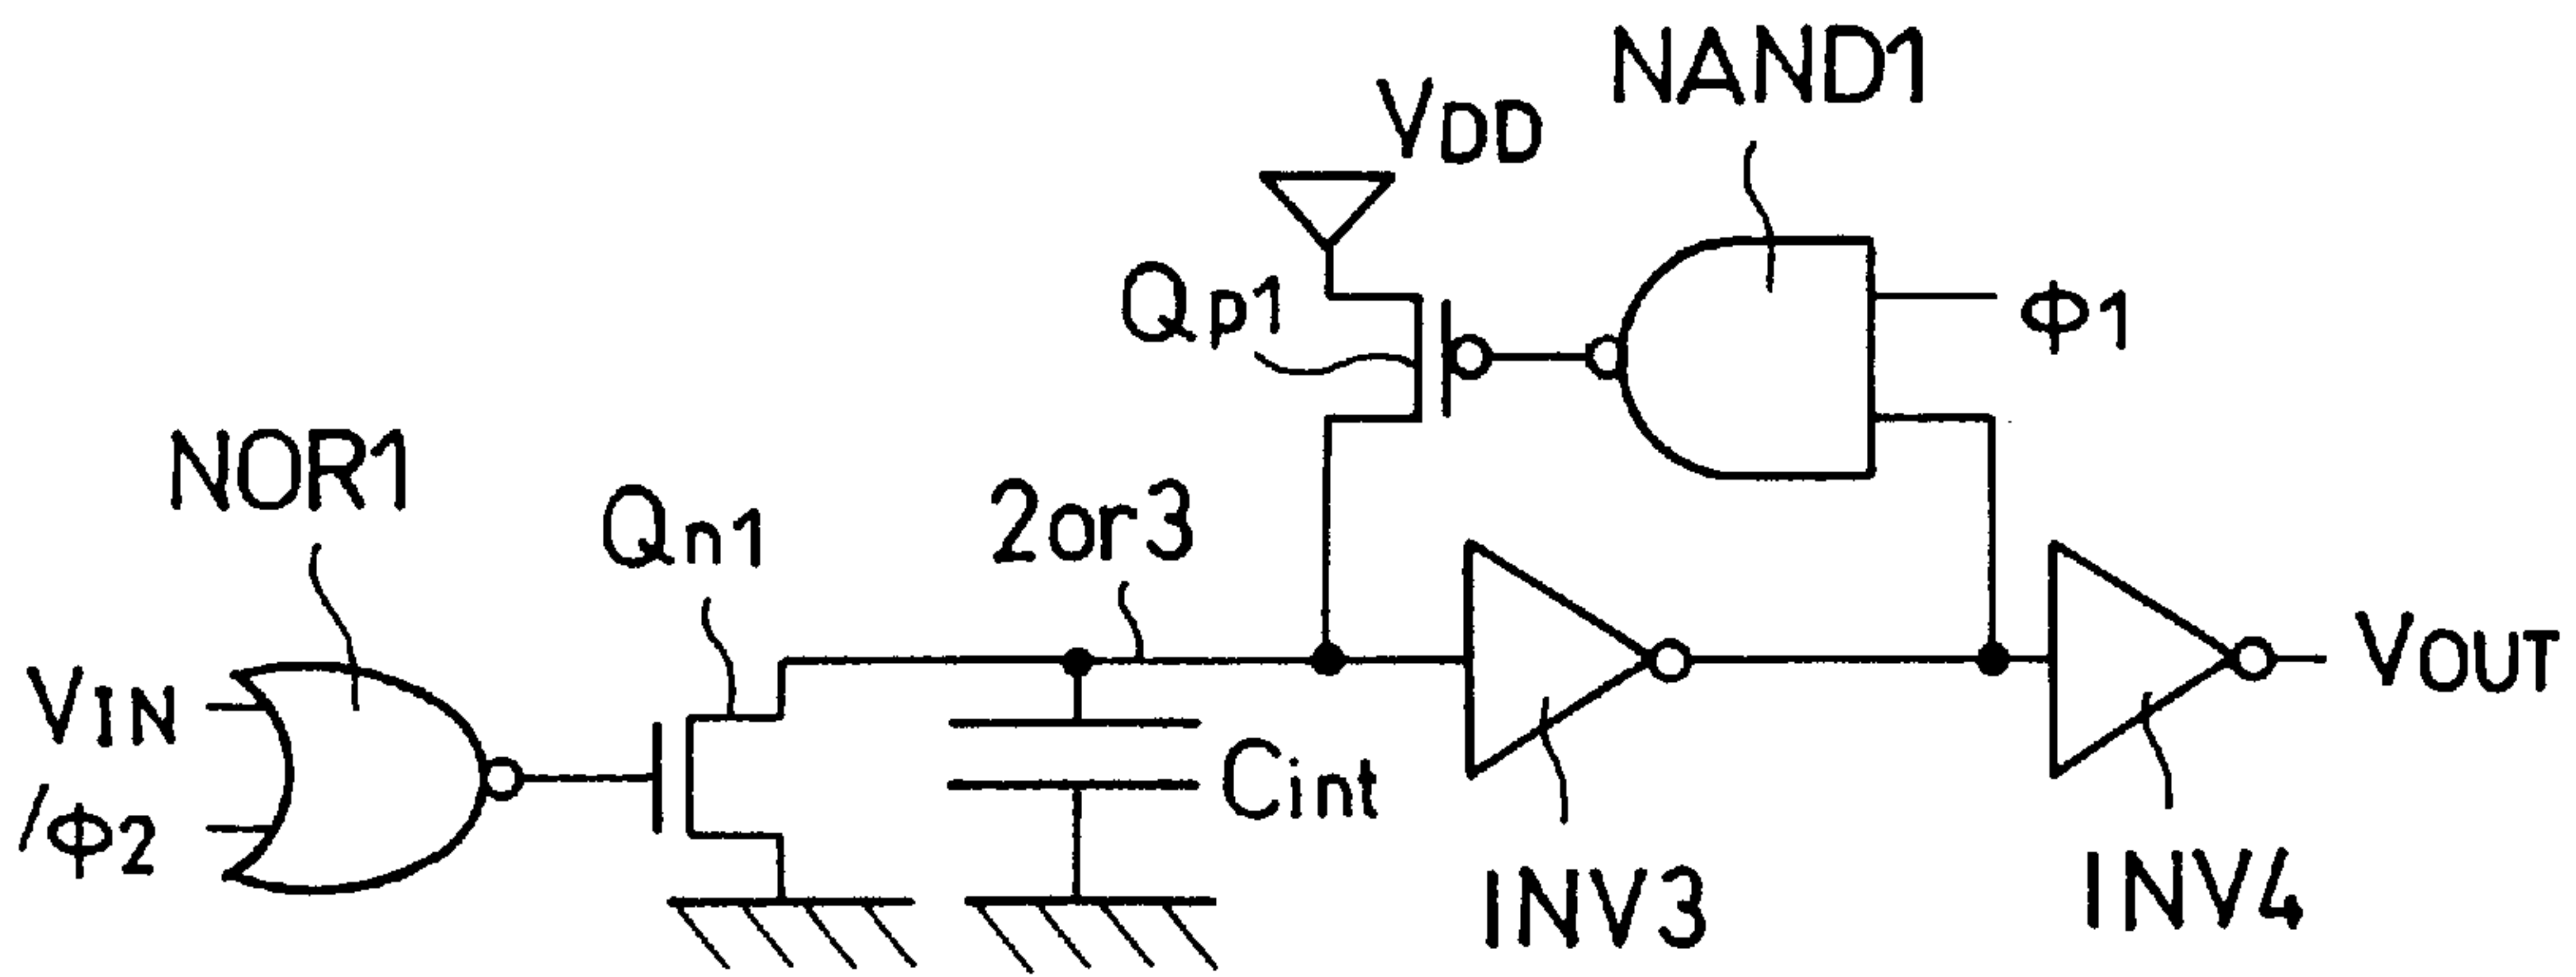 NAND1
VDD
Qp1
Φ1
NOR1
Qn1
2or3
VIN
/Φ2
Cint
VOUT
INV3
INV4